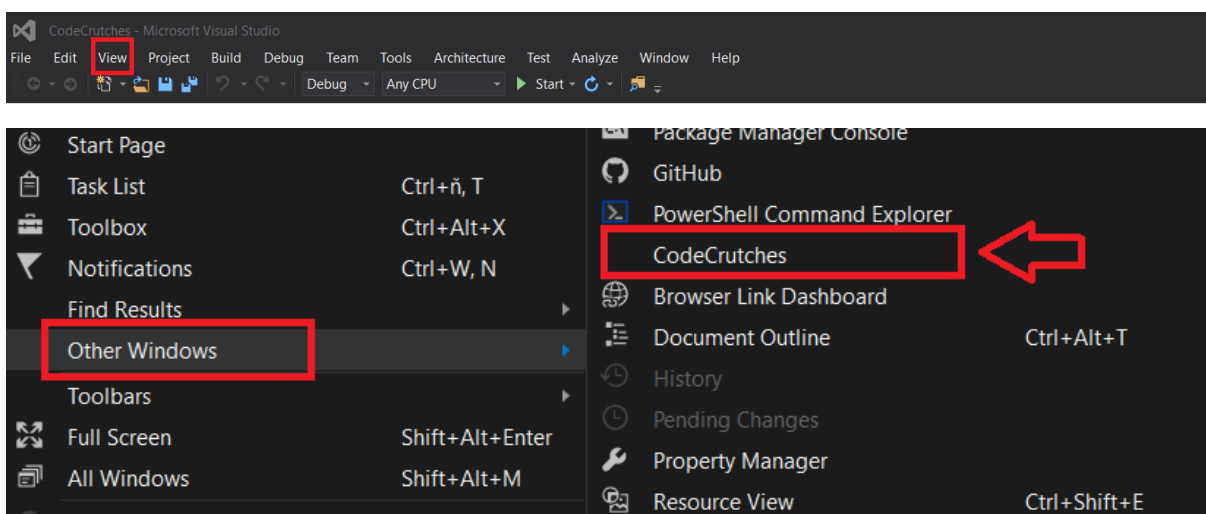 CodeCrutches - Microsoft Visual Studio
File Edit View Project Build Debug Team Tools Architecture Test Analyze Window Help
Debug Any CPU Start
Start Page
Task List Ctrl+ň, T
Toolbox Ctrl+Alt+X
Notifications Ctrl+W, N
Find Results
Other Windows
Toolbars
Full Screen Shift+Alt+Enter
All Windows Shift+Alt+M
Package Manager Console
GitHub
PowerShell Command Explorer
CodeCrutches
Browser Link Dashboard
Document Outline Ctrl+Alt+T
History
Pending Changes
Property Manager
Resource View Ctrl+Shift+E